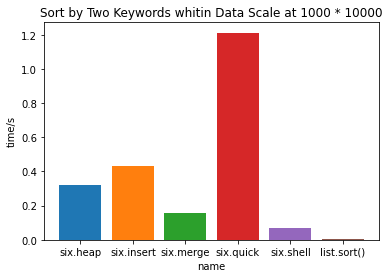 Sort by Two Keywords whitin Data Scale at 1000 * 10000
1.2
1.0
0.8
0.6
0.4
0.2
0.0
time/s
six.heap six.insert six.merge six.quick six.shell list.sort()
name